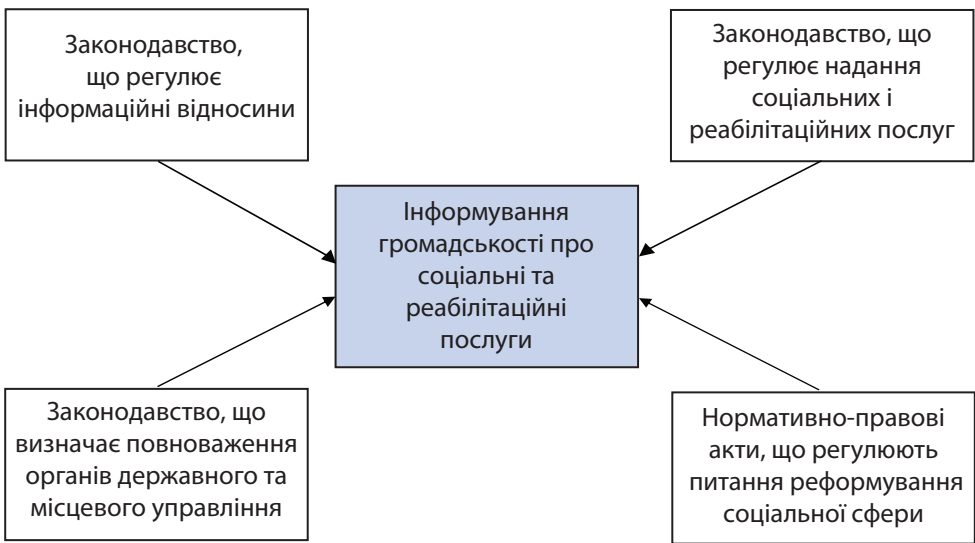 Законодавство,
що регулює
інформаційні відносини
Законодавство, що
регулює надання
соціальних і
реабілітаційних послуг
Інформування
громадськості про
соціальні та
реабілітаційні
послуги
Законодавство, що
визначає повноваження
органів державного та
місцевого управління
Нормативно-правові
акти, що регулюють
питання реформування
соціальної сфери